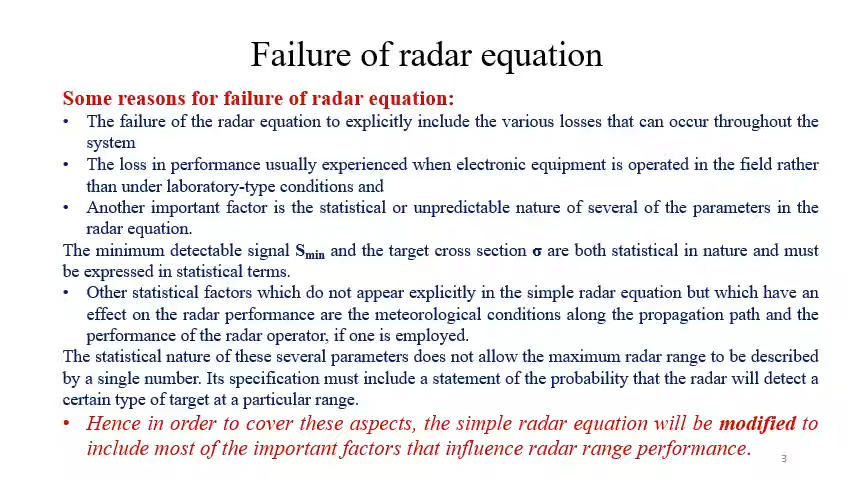 Failure of radar equation
Some reasons for failure of radar equation:
• The failure of the radar equation to explicitly include the various losses that can occur throughout the
system
• The loss in performance usually experienced when electronic equipment is operated in the field rather
than under laboratory-type conditions and
• Another important factor is the statistical or unpredictable nature of several of the parameters in the
radar equation.
The minimum detectable signal Smin and the target cross section σ are both statistical in nature and must
be expressed in statistical terms.
• Other statistical factors which do not appear explicitly in the simple radar equation but which have an
effect on the radar performance are the meteorological conditions along the propagation path and the
performance of the radar operator, if one is employed.
The statistical nature of these several parameters does not allow the maximum radar range to be described
by a single number. Its specification must include a statement of the probability that the radar will detect a
certain type of target at a particular range.
• Hence in order to cover these aspects, the simple radar equation will be modified to
include most of the important factors that influence radar range performance.
3